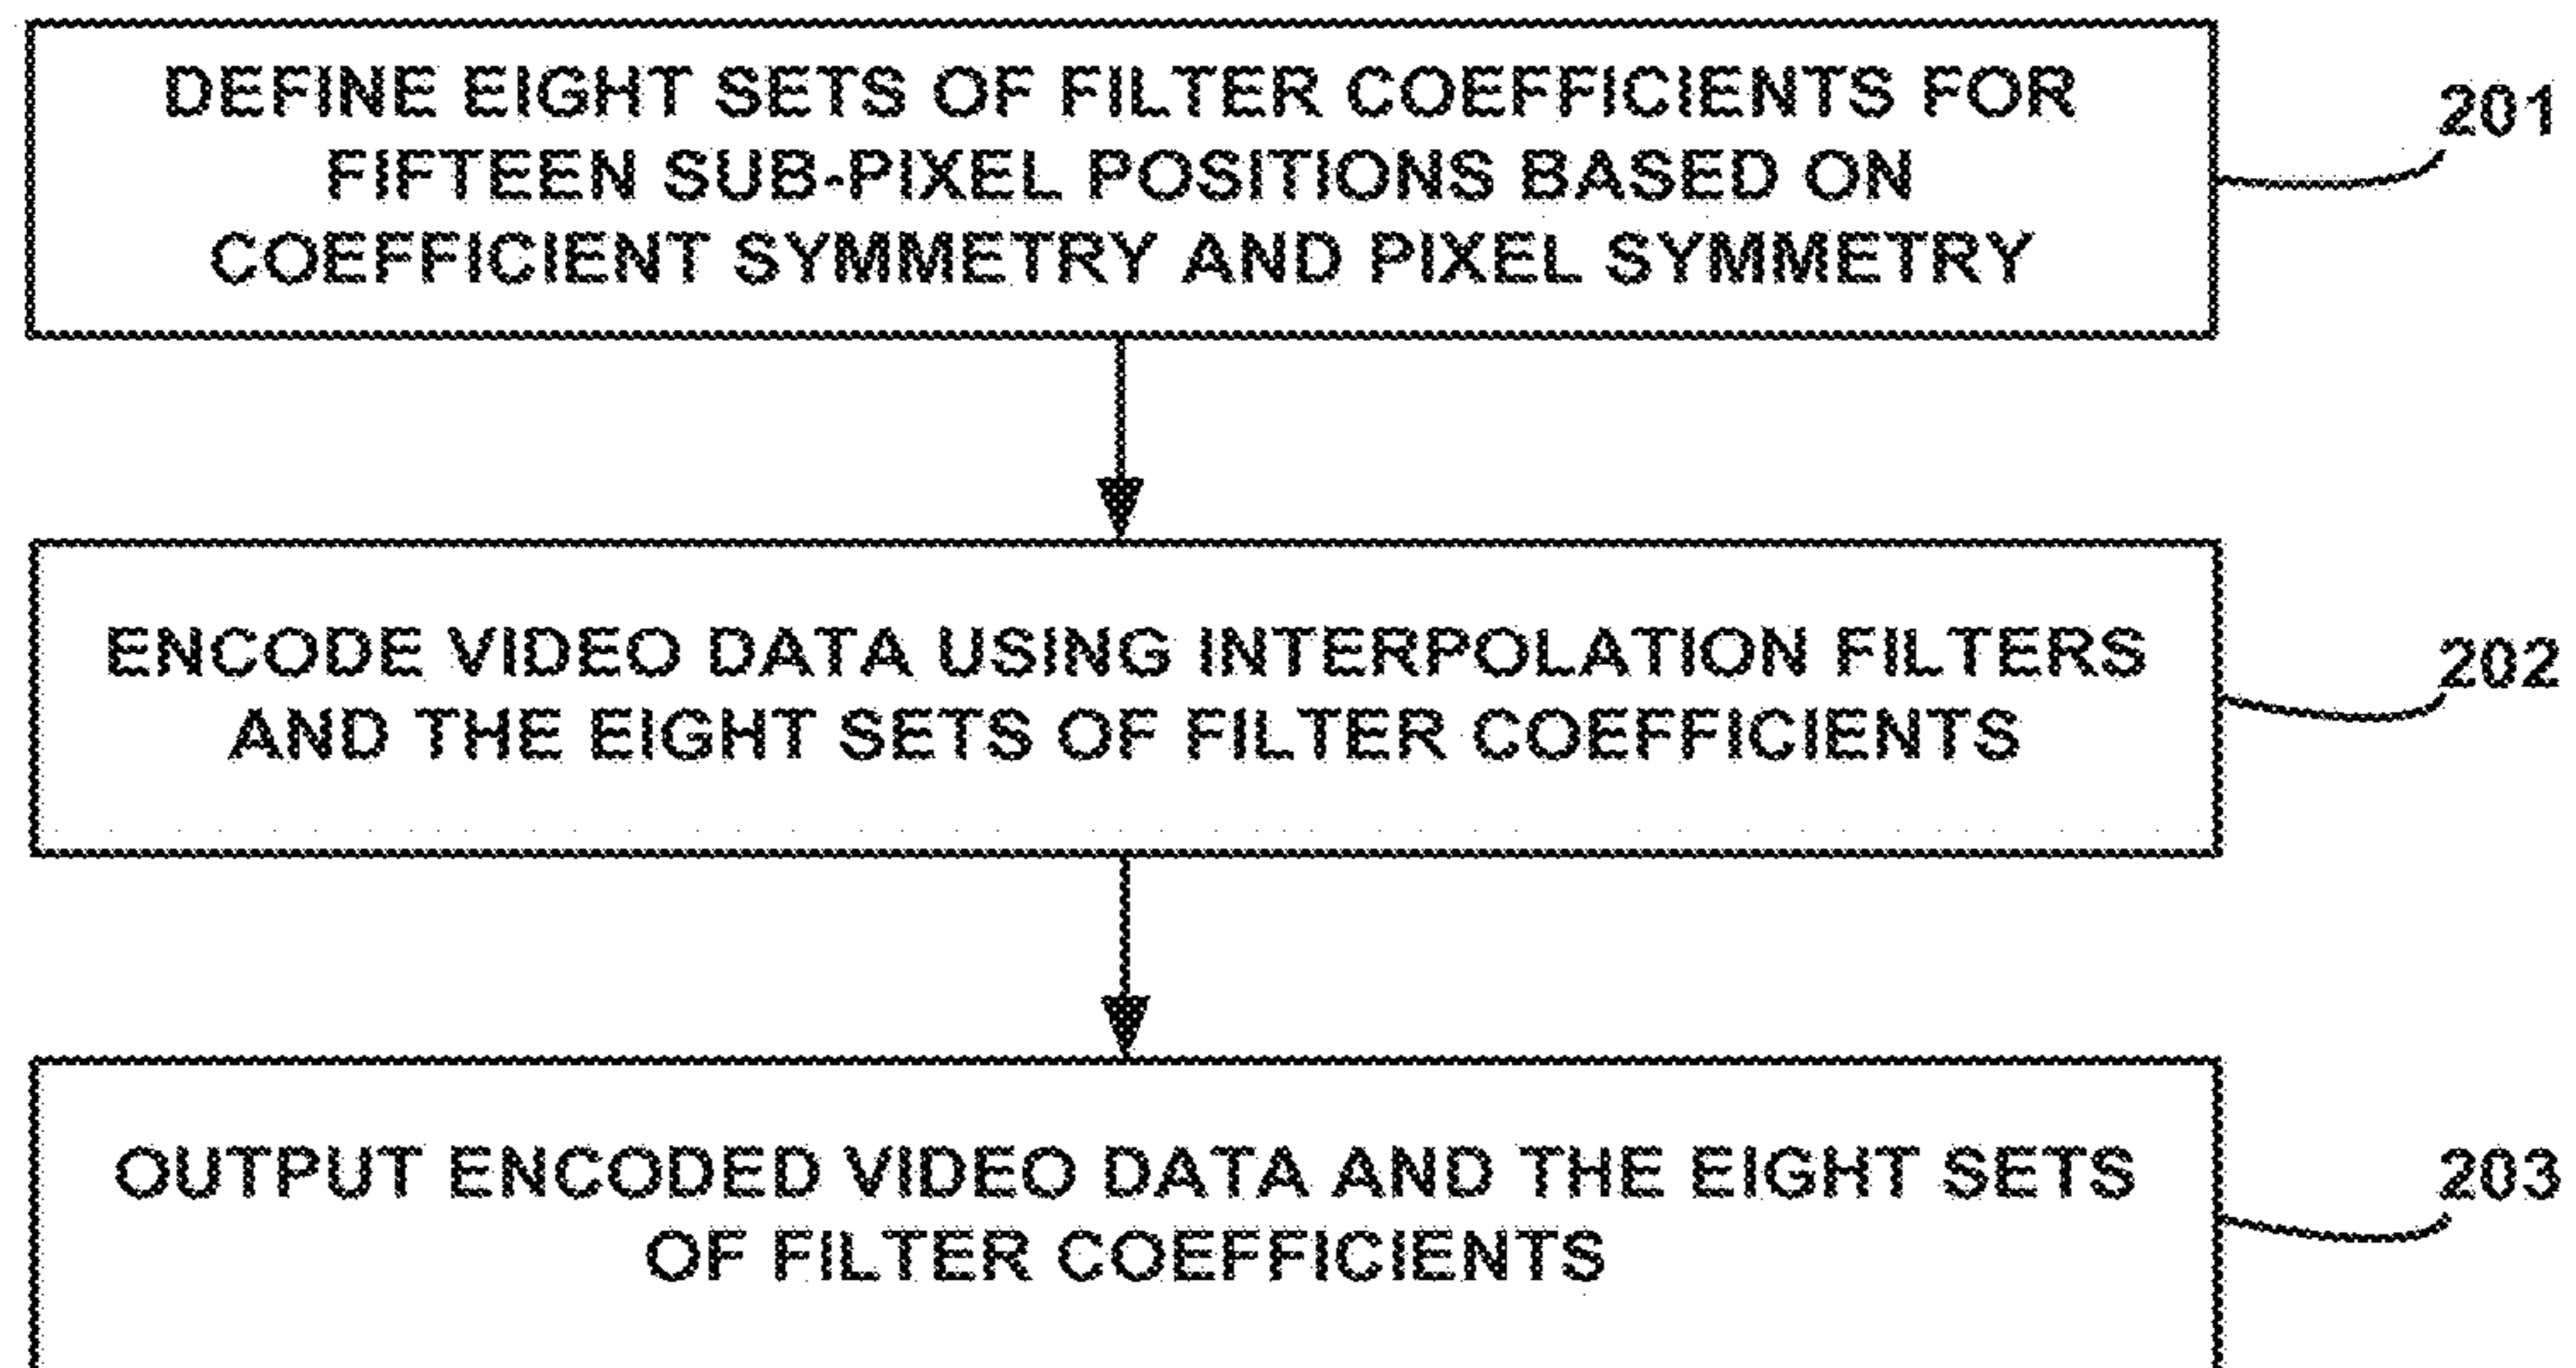 DEFINE EIGHT SETS OF FILTER COEFFICIENTS FOR
FIFTEEN SUB-PIXEL POSITIONS BASED ON
COEFFICIENT SYMMETRY AND PIXEL SYMMETRY
201
ENCODE VIDEO DATA USING INTERPOLATION FILTERS
AND THE EIGHT SETS OF FILTER COEFFICIENTS
202
OUTPUT ENCODED VIDEO DATA AND THE EIGHT SETS
OF FILTER COEFFICIENTS
203